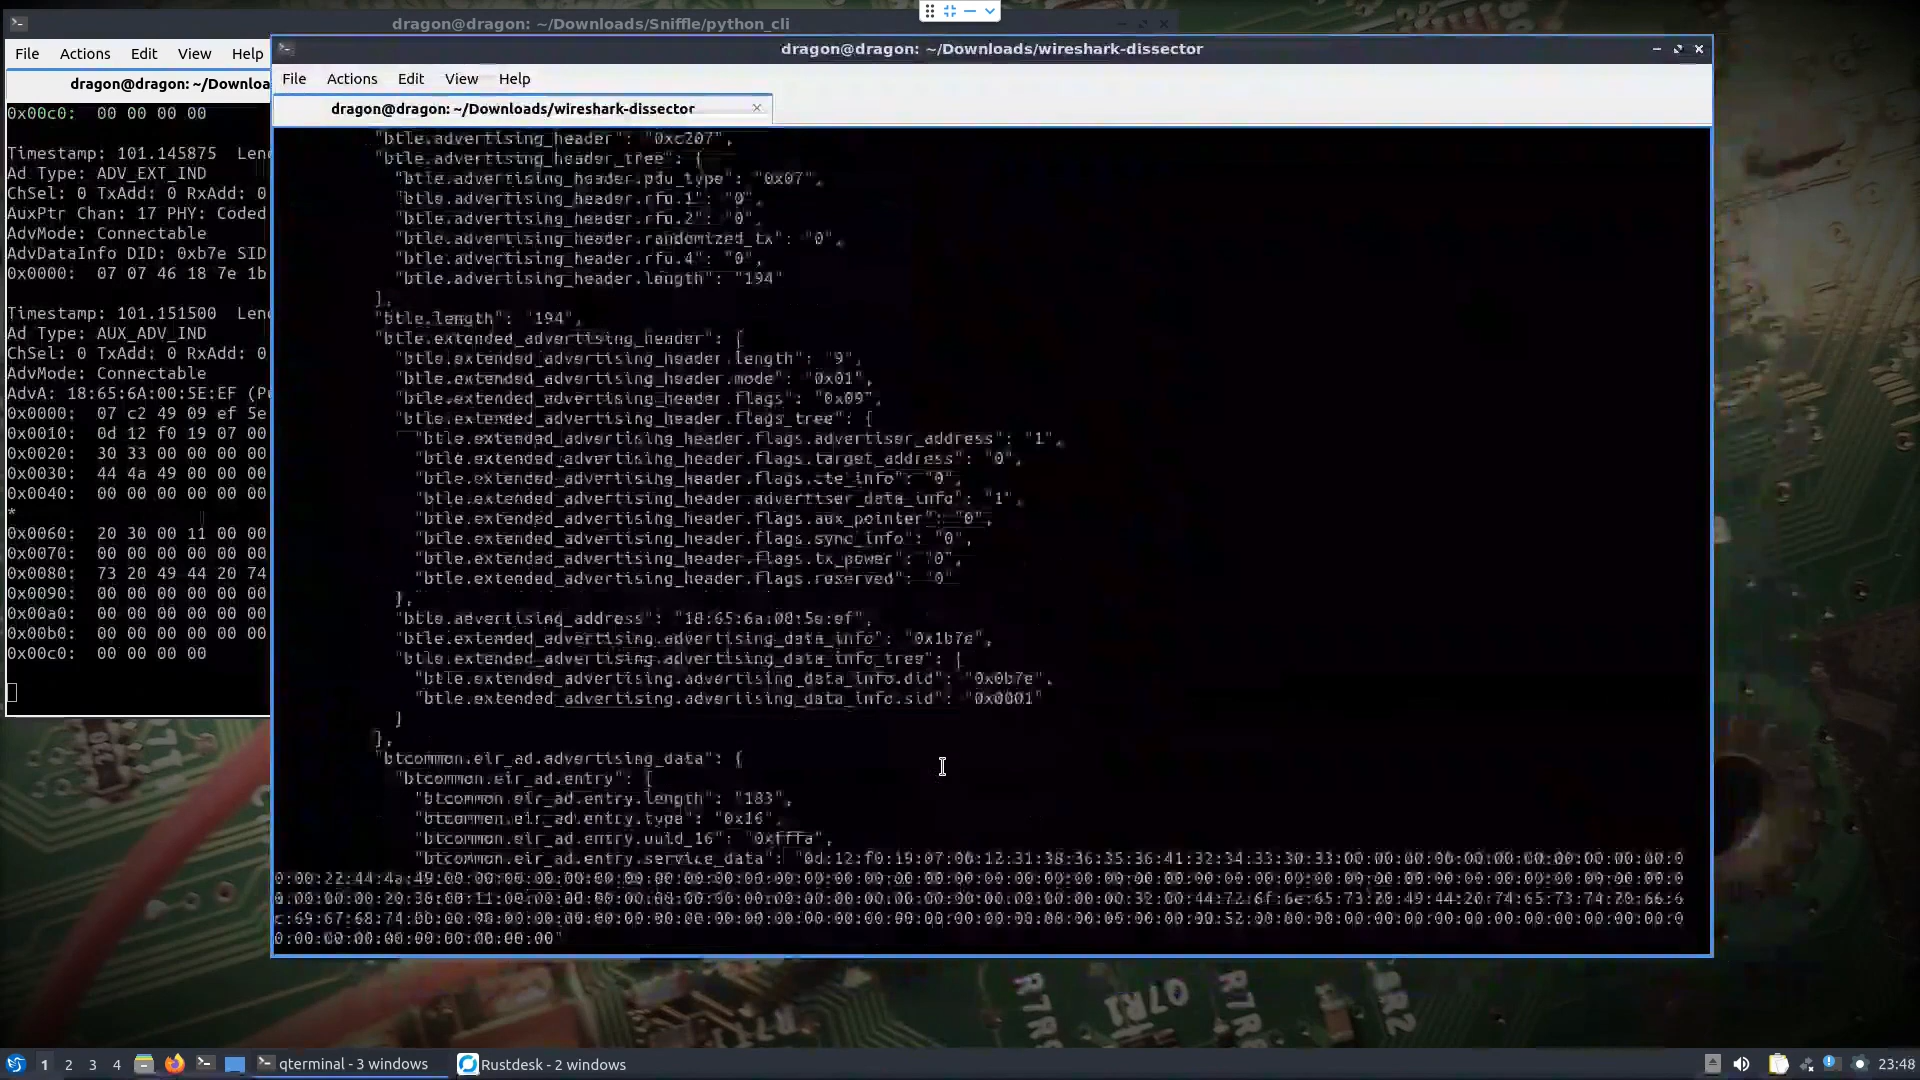 dragon@dragon: ~/Downloads/Sniffle/python_cli
File Actions Edit View Help
dragon@dragon: ~/Downloa
0x00c0: 00 00 00 00
Timestamp: 101.145875 Len
Ad Type: ADV_EXT_IND
ChSel: 0 TxAdd: 0 RxAdd: 0
AuxPtr Chan: 17 PHY: Coded
AdvMode: Connectable
AdvDataInfo DID: 0xb7e SID
0x0000: 07 07 46 18 7e 1b
Timestamp: 101.151500 Len
Ad Type: AUX_ADV_IND
ChSel: 0 TxAdd: 0 RxAdd: 0
AdvMode: Connectable
AdvA: 18:65:6A:00:5E:EF (Pu
0x0000: 07 c2 49 09 ef 5e
0x0010: 0d 12 f0 19 07 00
0x0020: 30 33 00 00 00 00
0x0030: 44 4a 49 00 00 00
0x0040: 00 00 00 00 00 00
*
0x0060: 20 30 00 11 00 00
0x0070: 00 00 00 00 00 00
0x0080: 73 20 49 44 20 74
0x0090: 00 00 00 00 00 00
0x00a0: 00 00 00 00 00 00
0x00b0: 00 00 00 00 00 00
0x00c0: 00 00 00 00
dragon@dragon: ~/Downloads/wireshark-dissector
File Actions Edit View Help
dragon@dragon: ~/Downloads/wireshark-dissector
"btle.advertising_header": "0xc207",
"btle.advertising_header_tree": {
"btle.advertising_header.pdu_type": "0x07",
"btle.advertising_header.rfu.1": "0",
"btle.advertising_header.rfu.2": "0",
"btle.advertising_header.randomized_tx": "0",
"btle.advertising_header.rfu.4": "0",
"btle.advertising_header.length": "194"
},
"btle.length": "194",
"btle.extended_advertising_header": {
"btle.extended_advertising_header.length": "9",
"btle.extended_advertising_header.mode": "0x01",
"btle.extended_advertising_header.flags": "0x09",
"btle.extended_advertising_header.flags_tree": {
"btle.extended_advertising_header.flags.advertiser_address": "1",
"btle.extended_advertising_header.flags.target_address": "0",
"btle.extended_advertising_header.flags.cte_info": "0",
"btle.extended_advertising_header.advertiser_data_info": "1",
"btle.extended_advertising_header.flags.aux_pointer": "0",
"btle.extended_advertising_header.flags.sync_info": "0",
"btle.extended_advertising_header.flags.tx_power": "0",
"btle.extended_advertising_header.flags.reserved": "0"
},
"btle.advertising_address":
"btle.extended_advertising.advertising_data_info": "0x1b7e",
"btle.extended_advertising.advertising_data_info_tree": {
"btle.extended_advertising.advertising_data_info.did": "0x0b7e",
"btle.extended_advertising.advertising_data_info.sid": "0x0001"
}
},
"btcommon.eir_ad.advertising_data": {
"btcommon.eir_ad.entry": {
"btcommon.eir_ad.entry.length": "183",
"btcommon.eir_ad.entry.type": "0x16",
"btcommon.eir_ad.entry.uuid_16": "0xfffa",
"btcommon.eir_ad.entry.service_data":
1 2 3 4 qterminal - 3 windows Rustdesk - 2 windows 23:48